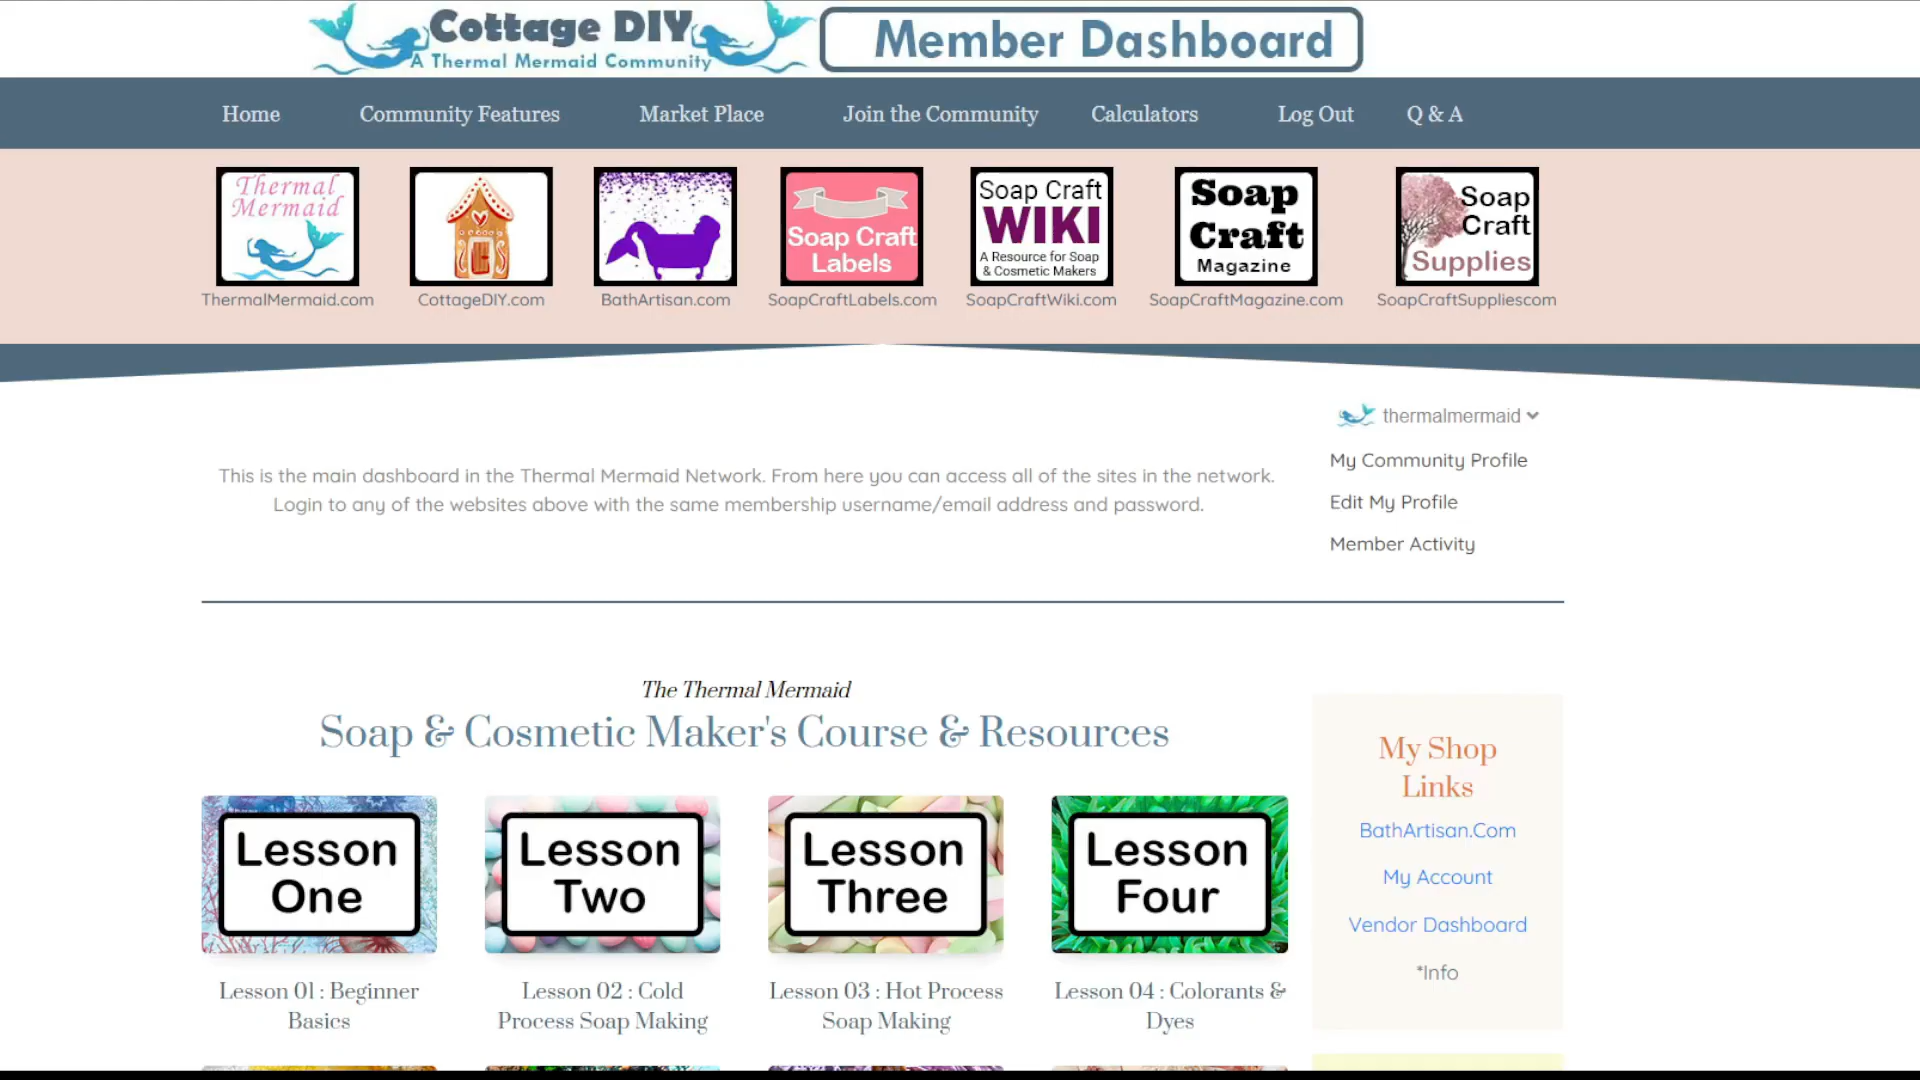 Cottage DIY
A Thermal Mermaid Community
Member Dashboard
Home Community Features Market Place Join the Community Calculators Log Out Q & A
Thermal
Mermaid
Soap Craft
Labels
Soap Craft
WIKI
A Resource for Soap
& Cosmetic Makers
Soap
Craft
Magazine
Soap
Craft
Supplies
ThermalMermaid.com CottageDIY.com BathArtisan.com SoapCraftLabels.com SoapCraftWiki.com SoapCraftMagazine.com SoapCraftSuppliescom
thermalmermaid
My Community Profile
Edit My Profile
Member Activity
This is the main dashboard in the Thermal Mermaid Network. From here you can access all of the sites in the network.
Login to any of the websites above with the same membership username/email address and password.
The Thermal Mermaid
Soap & Cosmetic Maker's Course & Resources
Lesson
One
Lesson
Two
Lesson
Three
Lesson
Four
Lesson 01 : Beginner
Basics
Lesson 02 : Cold
Process Soap Making
Lesson 03 : Hot Process
Soap Making
Lesson 04 : Colorants &
Dyes
My Shop
Links
BathArtisan.Com
My Account
Vendor Dashboard
*Info